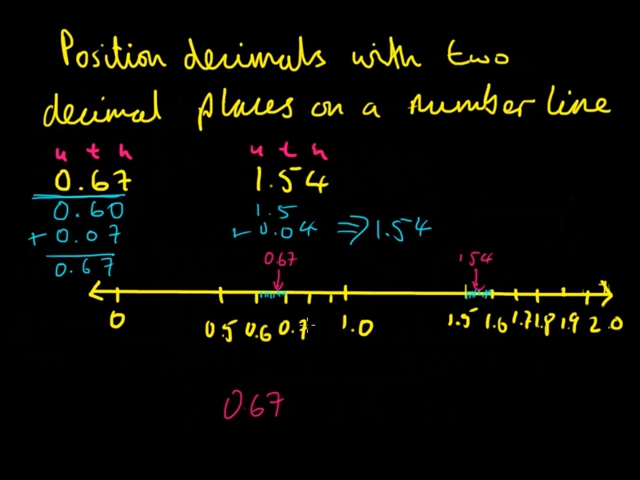 Position decimals with two
decimal places on a number line
u t h u t h
0.67 1.54
0.60 1.5
+ 0.07 + 0.04 ⇒ 1.54
0.67 0.67 1.54
0 0.5 0.6 0.7 1.0 1.5 1.6 1.7 1.8 1.9 2.0
0.67